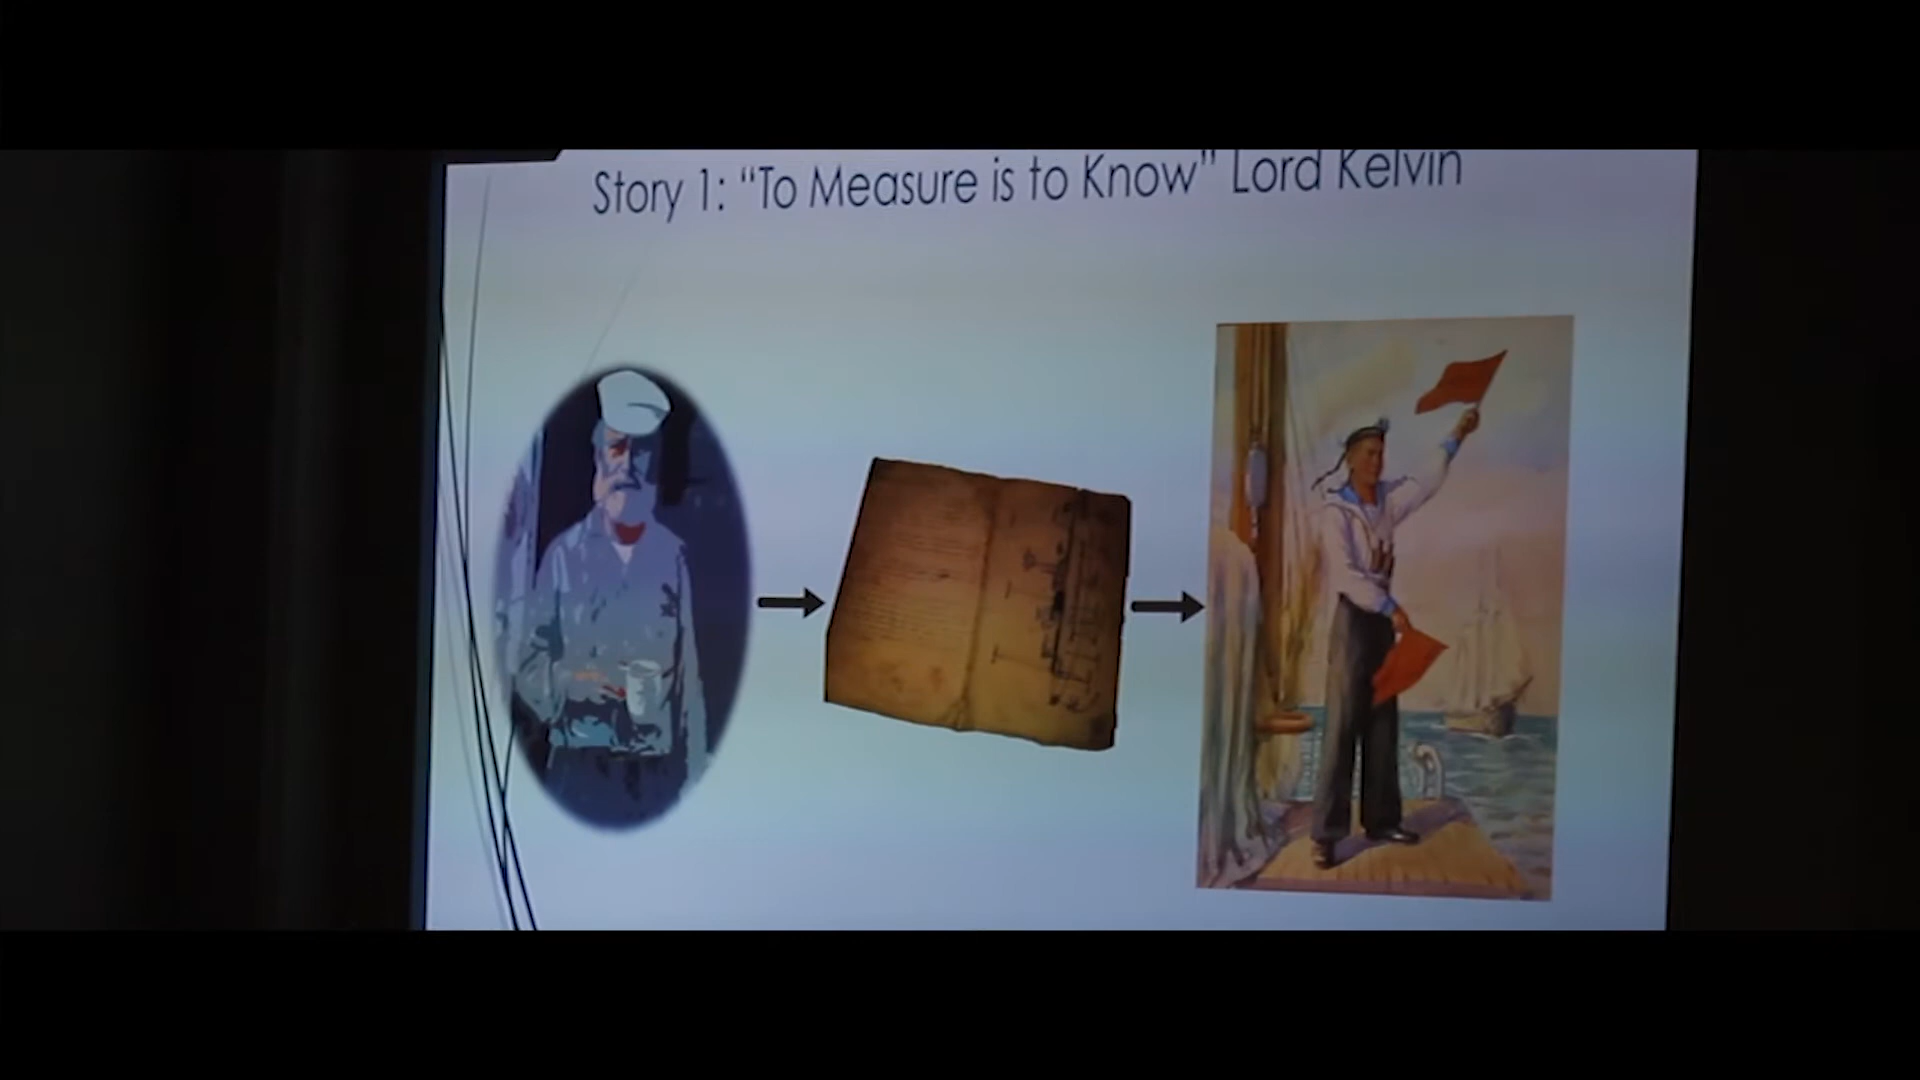 Story 1: “To Measure is to Know” Lord Kelvin